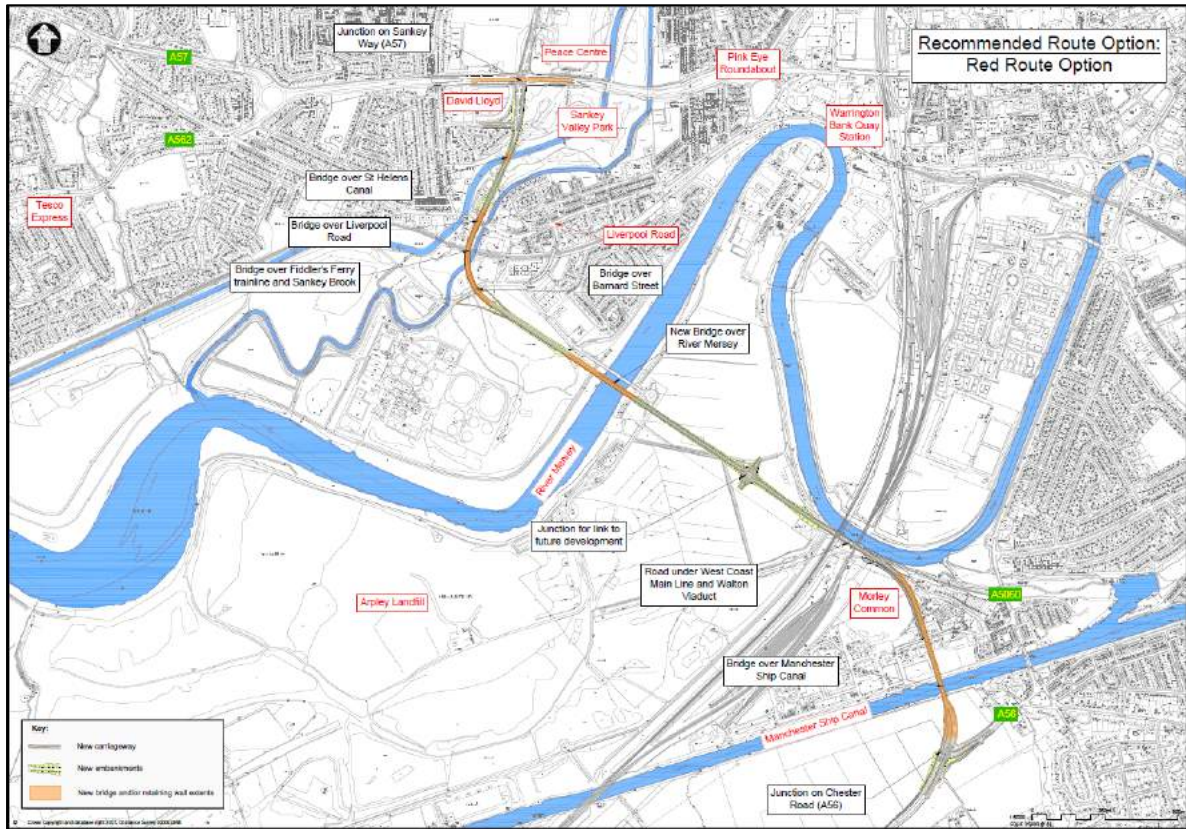 Recommended Route Option:
Red Route Option
Junction on Sankey
Way (A57)
A57
Peace Centre
Pink Eye
Roundabout
David Lloyd
Sankey
Valley Park
Warrington
Bank Quay
Station
A562
Bridge over St Helens
Canal
Tesco
Express
Bridge over Liverpool
Road
Liverpool Road
Bridge over Fiddler's Ferry
trainline and Sankey Brook
Bridge over
Barnard Street
New Bridge over
River Mersey
River Mersey
Junction for link to
future development
Road under West Coast
Main Line and Walton
Viaduct
Arpley Landfill
Morley
Common
A5060
Bridge over Manchester
Ship Canal
Manchester Ship Canal
A56
Junction on Chester
Road (A56)
Key:
New carriageway
New embankments
New bridge and/or retaining wall extents